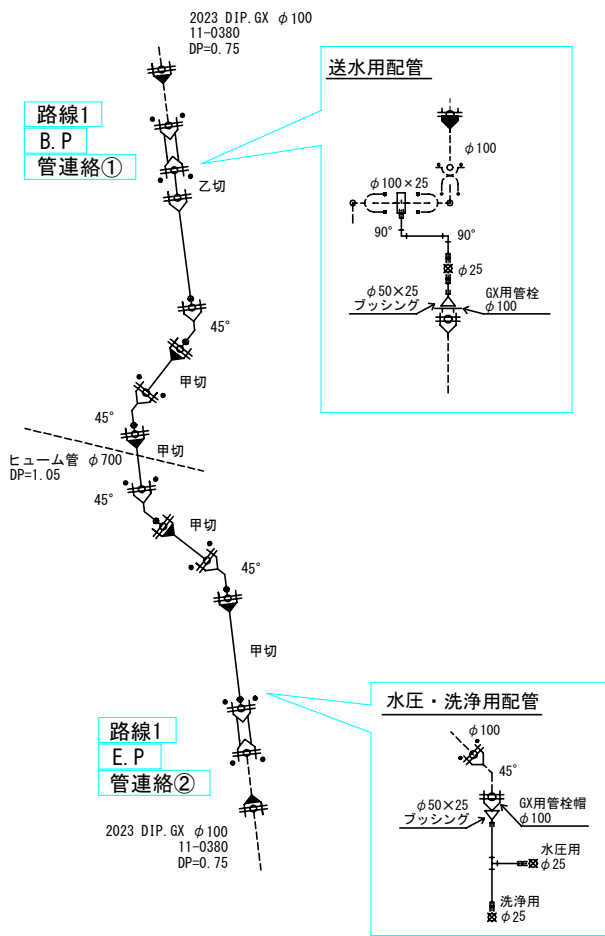 2023 DIP.GX φ100
11-0380
DP=0.75
路線1
B.P
管連絡①
乙切
45°
甲切
45°
甲切
ヒューム管 φ700
DP=1.05
45°
甲切
45°
甲切
路線1
E.P
管連絡②
2023 DIP.GX φ100
11-0380
DP=0.75
送水用配管
φ100
φ100×25
90°
90°
φ25
φ50×25
ブッシング
GX用管栓
φ100
水圧・洗浄用配管
φ100
45°
φ50×25
ブッシング
GX用管栓帽
φ100
水圧用
φ25
洗浄用
φ25